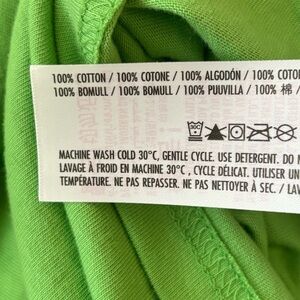 100% COTTON / 100% COTONE / 100% ALGODÓN / 100% COTO
100% BOMULL / 100% BOMULL / 100% PUUVILLA / 100% 棉 /
MACHINE WASH COLD 30°C, GENTLE CYCLE. USE DETERGENT. DO
LAVAGE À FROID EN MACHINE 30°C, CYCLE DÉLICAT. UTILISER UN
TEMPÉRATURE. NE PAS REPASSER. NE PAS NETTOYER À SEC. / LAV